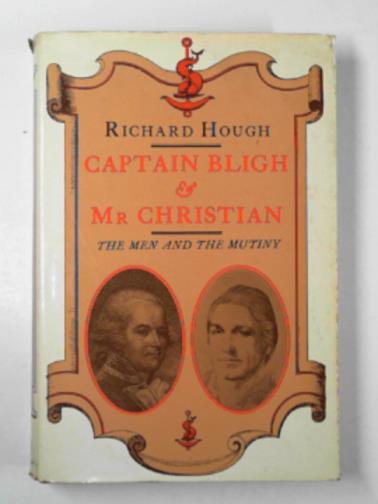 RICHARD HOUGH
CAPTAIN BLIGH
&
MR CHRISTIAN
THE MEN AND THE MUTINY